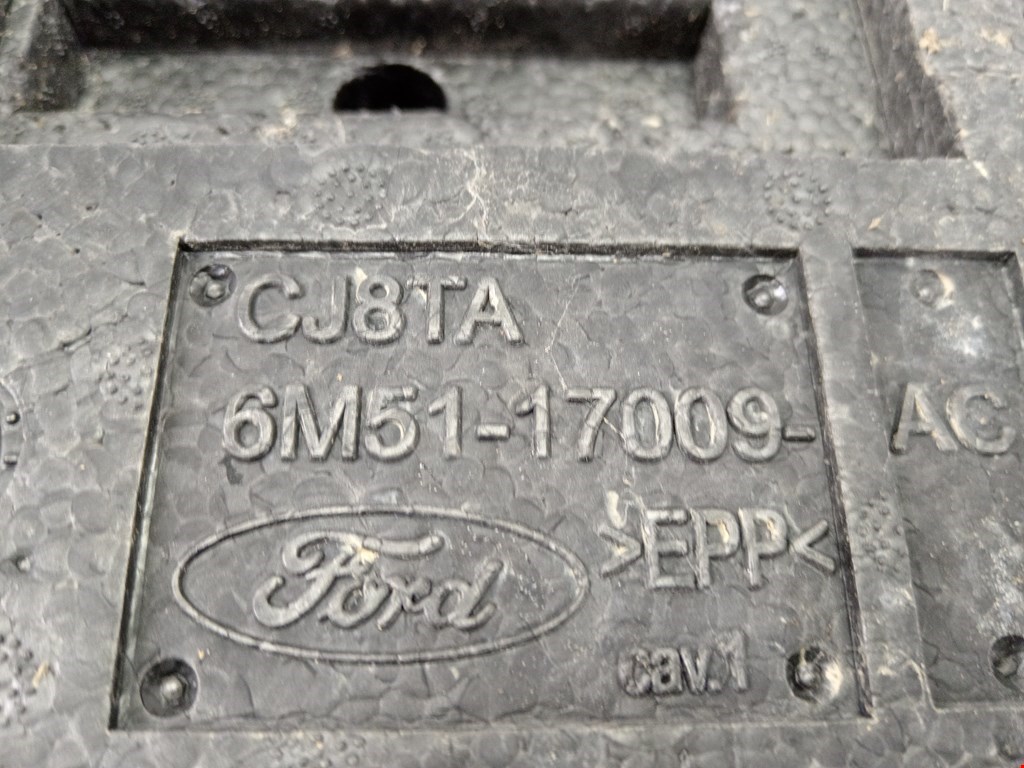 CJ8TA
6M51-17009- AC
Ford >EPP<
cav.1